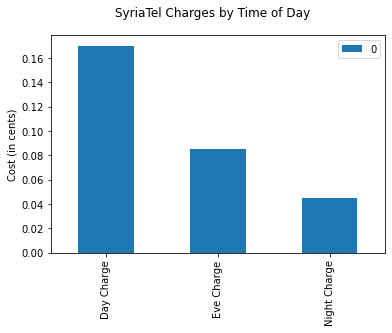 SyriaTel Charges by Time of Day
0
0.16
0.14
0.12
0.10
0.08
0.06
0.04
0.02
0.00
Cost (in cents)
Day Charge
Eve Charge
Night Charge